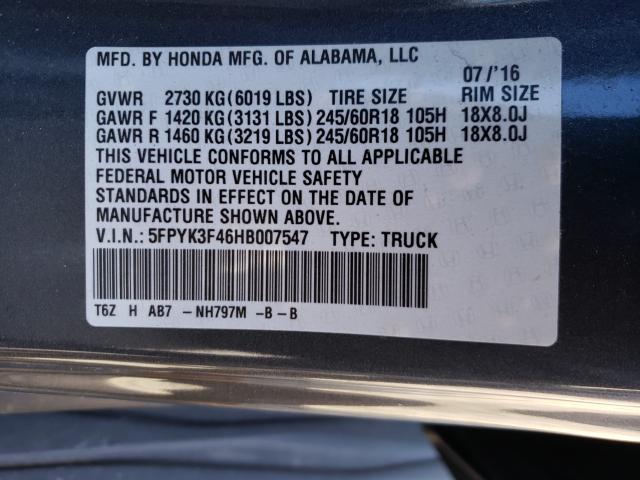 MFD. BY HONDA MFG. OF ALABAMA, LLC
07 /'16
GVWR 2730 KG(6019 LBS) TIRE SIZE RIM SIZE
GAWR F 1420 KG(3131 LBS) 245/60R18 105H 18X8.0J
GAWR R 1460 KG(3219 LBS) 245/60R18 105H 18X8.0J
THIS VEHICLE CONFORMS TO ALL APPLICABLE
FEDERAL MOTOR VEHICLE SAFETY
STANDARDS IN EFFECT ON THE DATE OF
MANUFACTURE SHOWN ABOVE.
V.I.N.: 5FPYK3F46HB007547 TYPE: TRUCK
T6Z H AB7 -NH797M -B-B